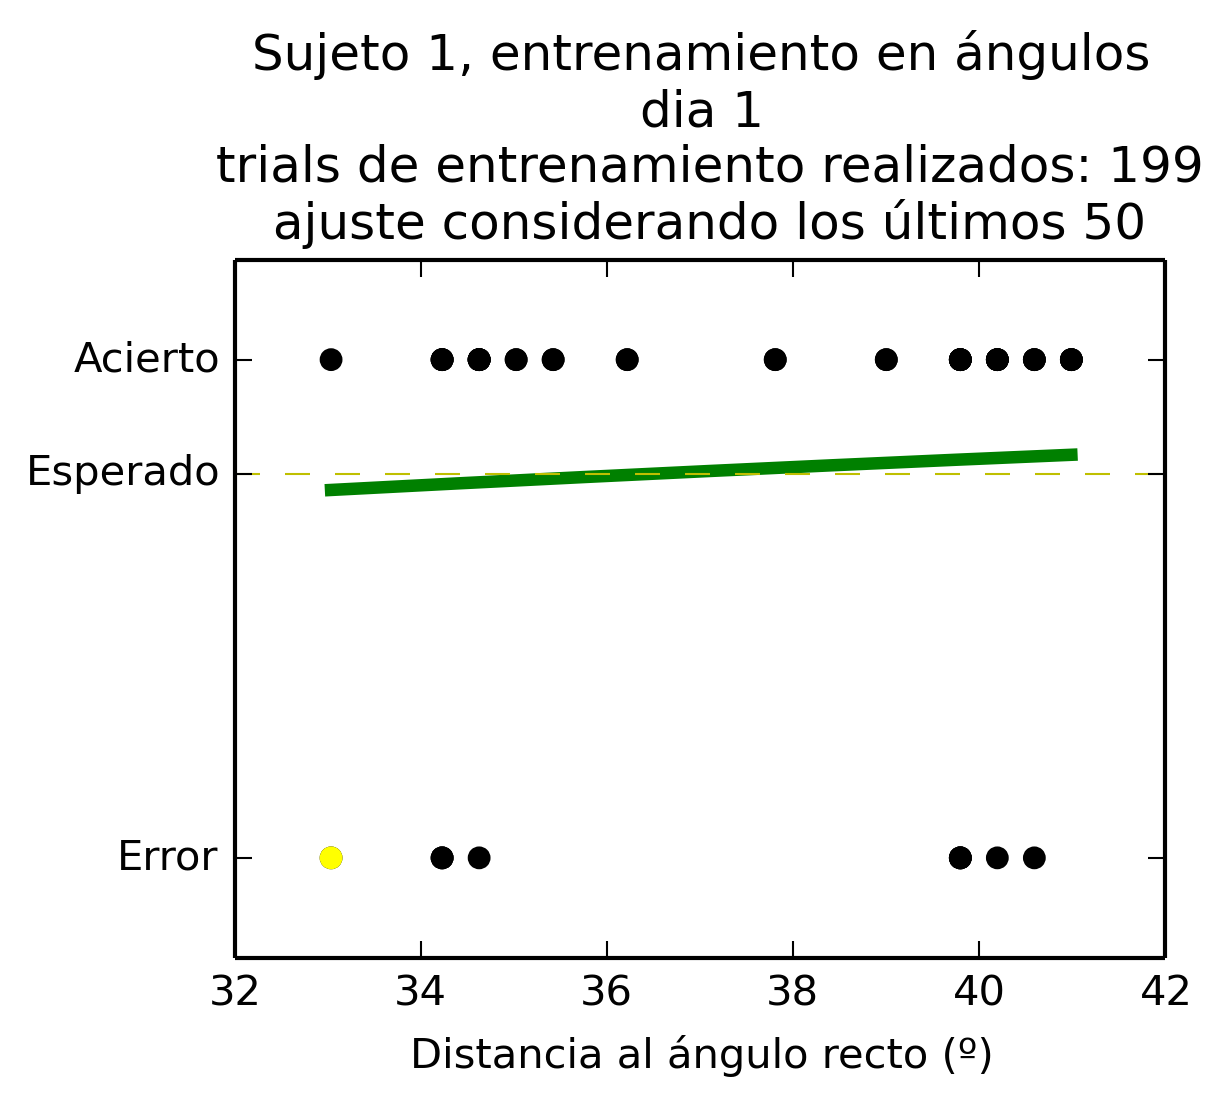 Sujeto 1, entrenamiento en ángulos
dia 1
trials de entrenamiento realizados: 199
ajuste considerando los últimos 50
Acierto
Esperado
Error
32 34 36 38 40 42
Distancia al ángulo recto (º)